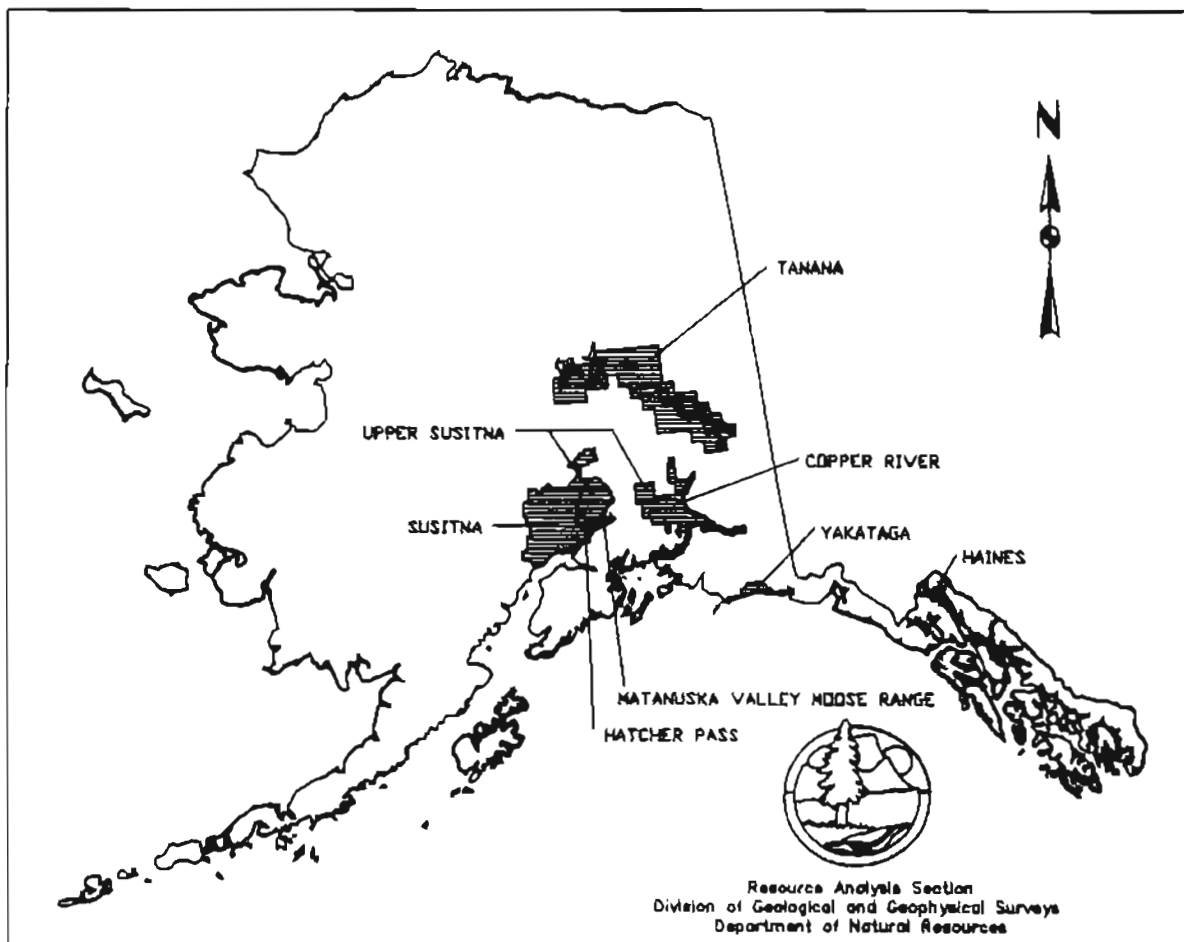 N
TANANA
UPPER SUSITNA
COPPER RIVER
SUSITNA
YAKATAGA
HAINES
MATANUSKA VALLEY MOOSE RANGE
HATCHER PASS
Resource Analysis Section
Division of Geological and Geophysical Surveys
Department of Natural Resources